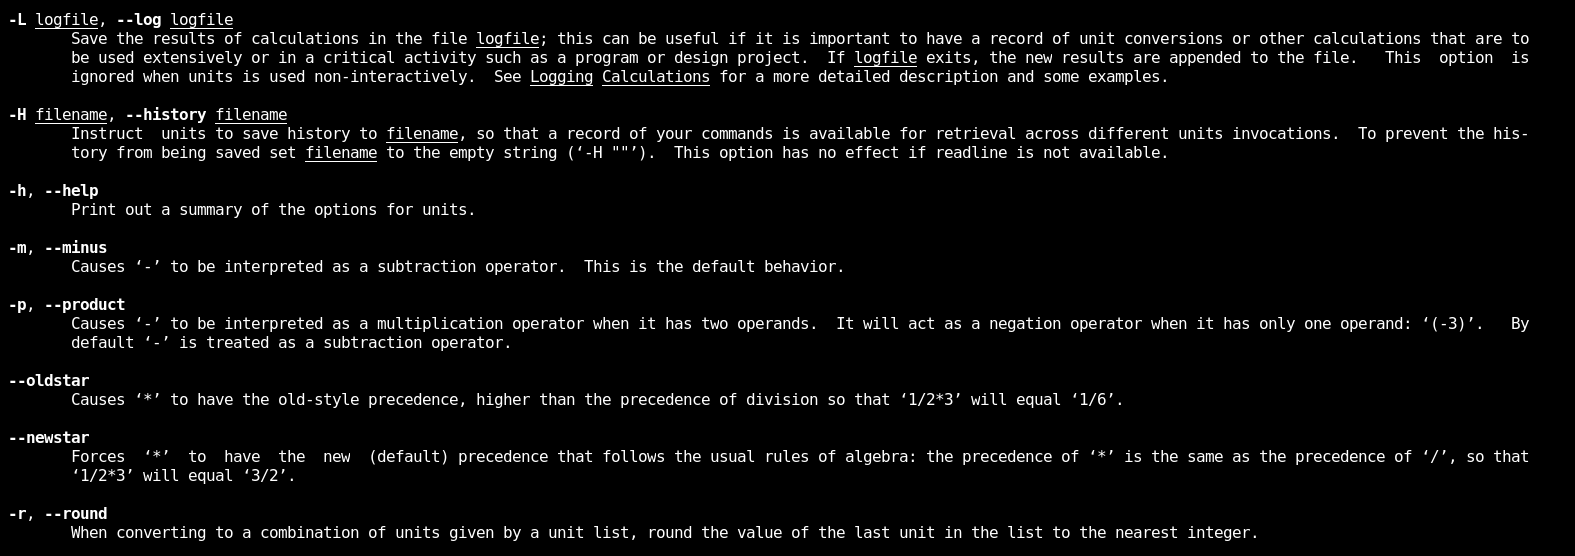 -L logfile, --log logfile
Save the results of calculations in the file logfile; this can be useful if it is important to have a record of unit conversions or other calculations that are to
be used extensively or in a critical activity such as a program or design project.  If logfile exits, the new results are appended to the file.   This  option  is
ignored when units is used non-interactively.  See Logging Calculations for a more detailed description and some examples.
-H filename, --history filename
Instruct  units to save history to filename, so that a record of your commands is available for retrieval across different units invocations.  To prevent the his-
tory from being saved set filename to the empty string (‘-H ""’).  This option has no effect if readline is not available.
-h, --help
Print out a summary of the options for units.
-m, --minus
Causes ‘-’ to be interpreted as a subtraction operator.  This is the default behavior.
-p, --product
Causes ‘-’ to be interpreted as a multiplication operator when it has two operands.  It will act as a negation operator when it has only one operand: ‘(-3)’.   By
default ‘-’ is treated as a subtraction operator.
--oldstar
Causes ‘*’ to have the old-style precedence, higher than the precedence of division so that ‘1/2*3’ will equal ‘1/6’.
--newstar
Forces  ‘*’  to  have  the  new  (default) precedence that follows the usual rules of algebra: the precedence of ‘*’ is the same as the precedence of ‘/’, so that
‘1/2*3’ will equal ‘3/2’.
-r, --round
When converting to a combination of units given by a unit list, round the value of the last unit in the list to the nearest integer.